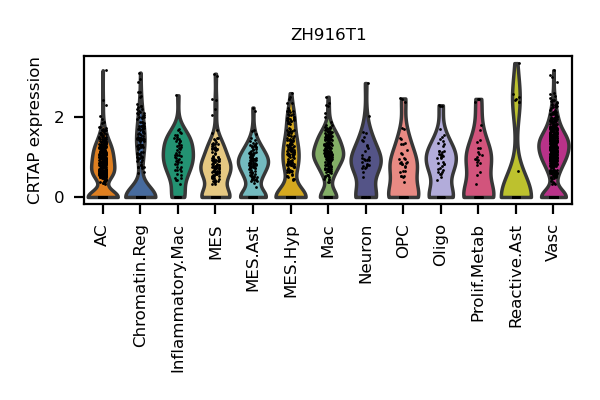 ZH916T1
CRTAP expression
2
0
AC
Chromatin.Reg
Inflammatory.Mac
MES
MES.Ast
MES.Hyp
Mac
Neuron
OPC
Oligo
Prolif.Metab
Reactive.Ast
Vasc